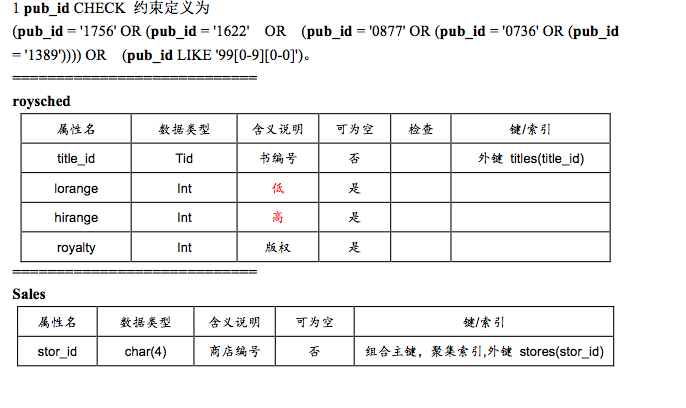 1 pub_id CHECK 约束定义为
(pub_id = '1756' OR (pub_id = '1622' OR (pub_id = '0877' OR (pub_id = '0736' OR (pub_id
= '1389')))) OR (pub_id LIKE '99[0-9][0-0]')。
============================
roysched
属性名 数据类型 含义说明 可为空 检查 键/索引
title_id Tid 书编号 否 外键 titles(title_id)
lorange Int 低 是
hirange Int 高 是
royalty Int 版权 是
============================
Sales
属性名 数据类型 含义说明 可为空 键/索引
stor_id char(4) 商店编号 否 组合主键，聚集索引,外键 stores(stor_id)